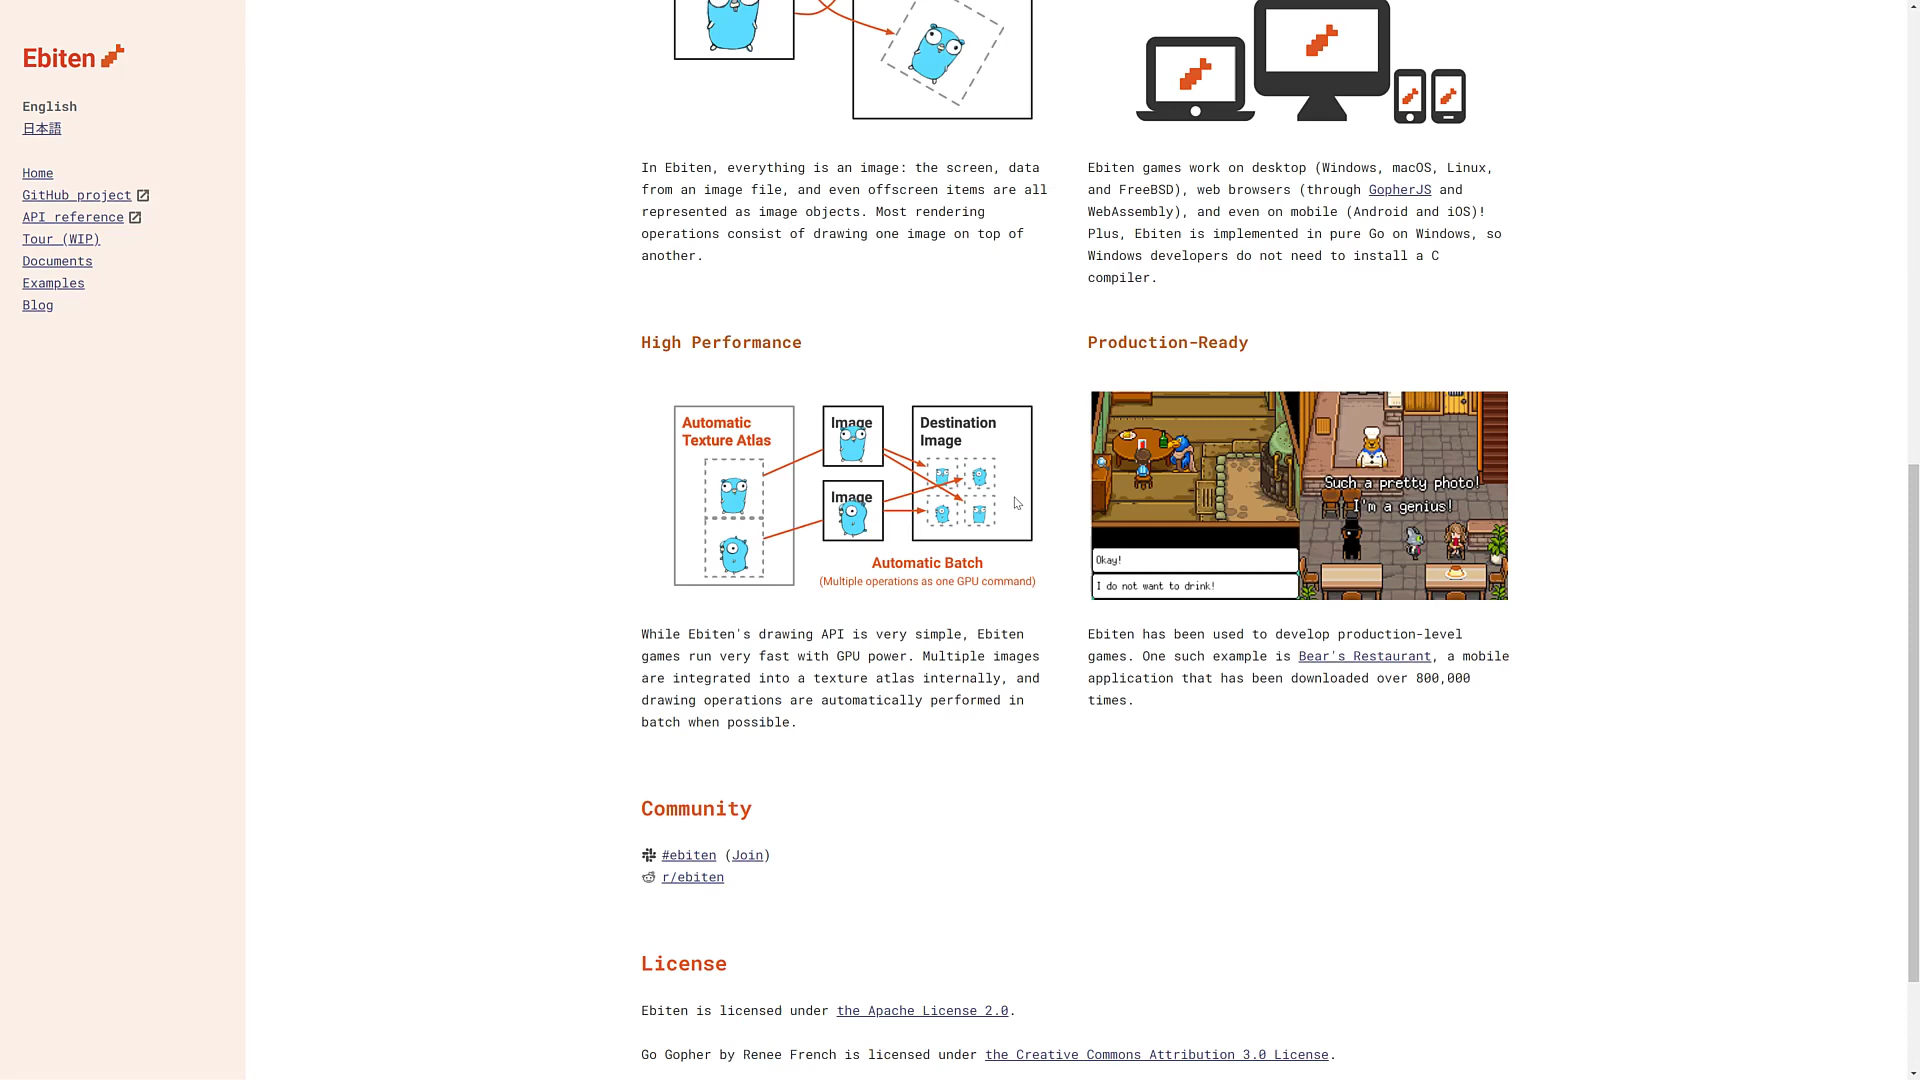 Ebiten
English
日本語
Home
GitHub project
API reference
Tour (WIP)
Documents
Examples
Blog
In Ebiten, everything is an image: the screen, data
from an image file, and even offscreen items are all
represented as image objects. Most rendering
operations consist of drawing one image on top of
another.
Ebiten games work on desktop (Windows, macOS, Linux,
and FreeBSD), web browsers (through GopherJS and
WebAssembly), and even on mobile (Android and iOS)!
Plus, Ebiten is implemented in pure Go on Windows, so
Windows developers do not need to install a C
compiler.
High Performance
Automatic
Texture Atlas
Image
Image
Destination
Image
Automatic Batch
(Multiple operations as one GPU command)
While Ebiten's drawing API is very simple, Ebiten
games run very fast with GPU power. Multiple images
are integrated into a texture atlas internally, and
drawing operations are automatically performed in
batch when possible.
Production-Ready
Okay!
I do not want to drink!
Such a pretty photo!
I'm a genius!
Ebiten has been used to develop production-level
games. One such example is Bear's Restaurant, a mobile
application that has been downloaded over 800,000
times.
Community
#ebiten (Join)
r/ebiten
License
Ebiten is licensed under the Apache License 2.0.
Go Gopher by Renee French is licensed under the Creative Commons Attribution 3.0 License.